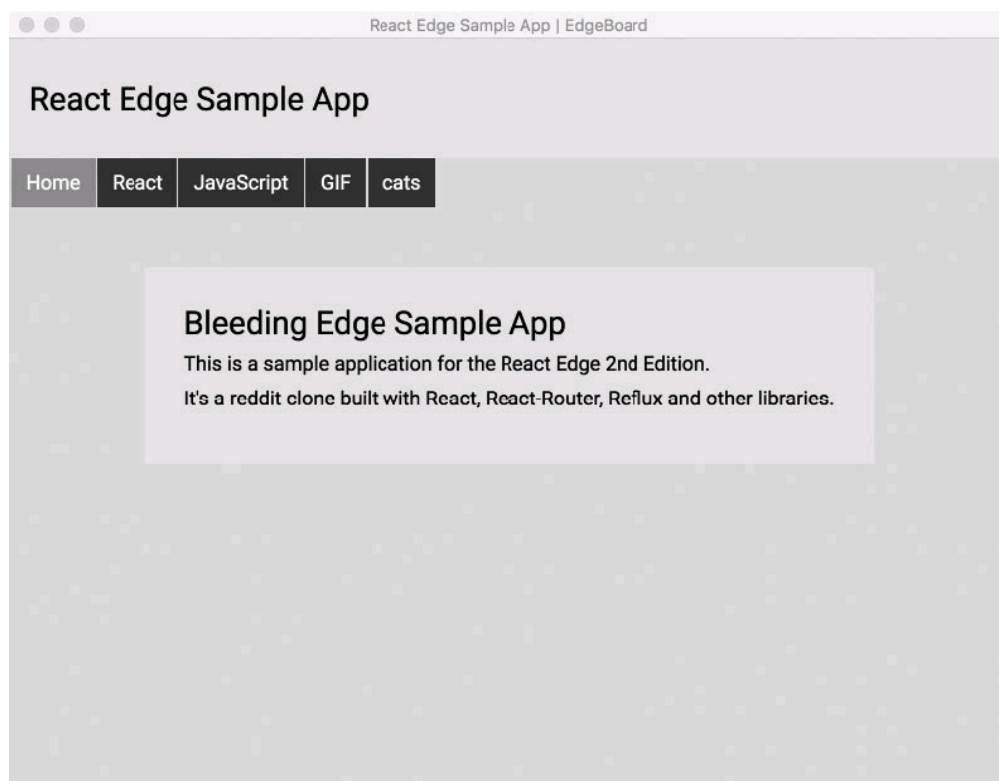 React Edge Sample App | EdgeBoard
React Edge Sample App
Home React JavaScript GIF cats
Bleeding Edge Sample App
This is a sample application for the React Edge 2nd Edition.
It's a reddit clone built with React, React-Router, Reflux and other libraries.